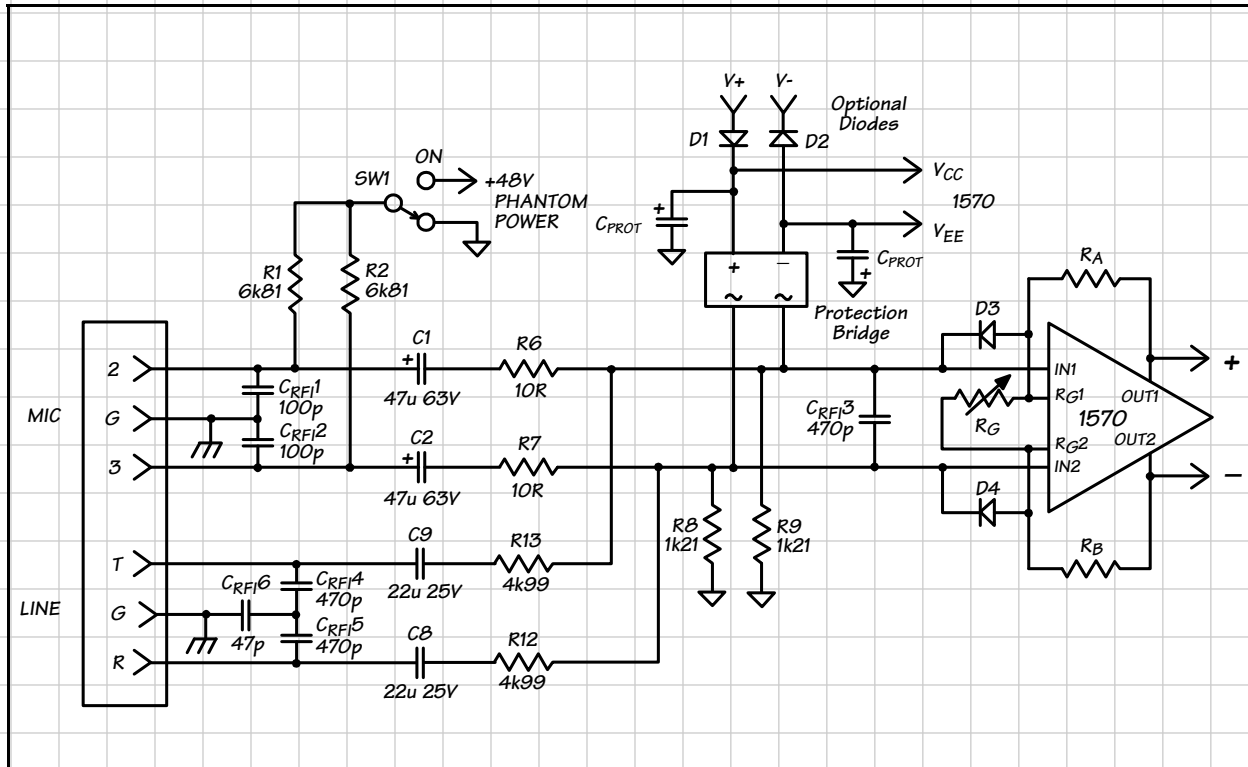 V+ V-
Optional
Diodes
D1 D2
ON
SW1
+48V
PHANTOM
POWER
VCC
1570
VEE
CPROT
CPROT
+
+
+ −
~ ~
Protection
Bridge
R1
6k81
R2
6k81
RA
D3
C1
+
47u 63V
R6
10R
2
CRFI1
100p
MIC
G
CRFI2
100p
3
C2
+
47u 63V
R7
10R
CRFI3
470p
IN1
RG1
RG
1570
OUT1
+
RG2
IN2
OUT2
−
D4
RB
R8
1k21
R9
1k21
T
C9
22u 25V
R13
4k99
CRFI6
47p
CRFI4
470p
LINE
G
CRFI5
470p
R
C8
22u 25V
R12
4k99